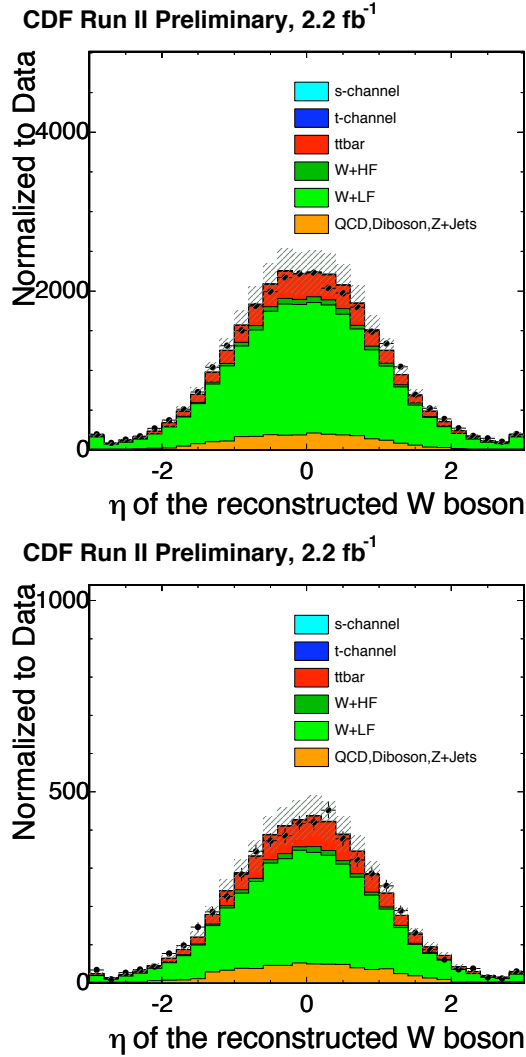 CDF Run II Preliminary, 2.2 fb⁻¹
Normalized to Data
4000
2000
0
s-channel
t-channel
ttbar
W+HF
W+LF
QCD,Diboson,Z+Jets
-2 0 2
η of the reconstructed W boson
CDF Run II Preliminary, 2.2 fb⁻¹
Normalized to Data
1000
500
0
s-channel
t-channel
ttbar
W+HF
W+LF
QCD,Diboson,Z+Jets
-2 0 2
η of the reconstructed W boson